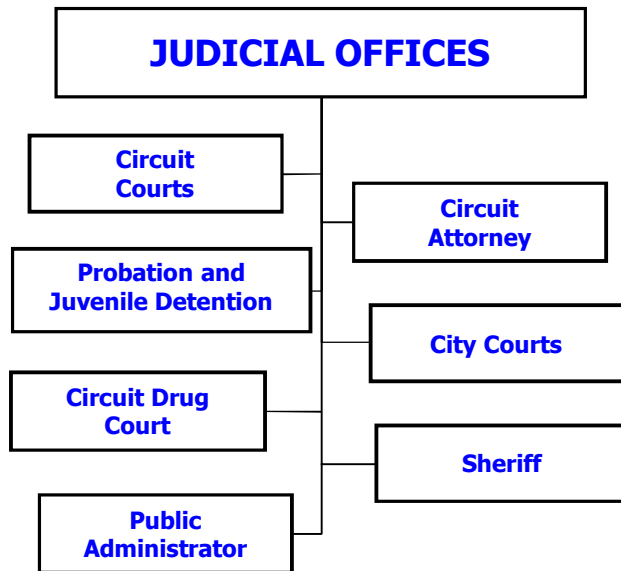 JUDICIAL OFFICES
Circuit
Courts
Circuit
Attorney
Probation and
Juvenile Detention
City Courts
Circuit Drug
Court
Sheriff
Public
Administrator